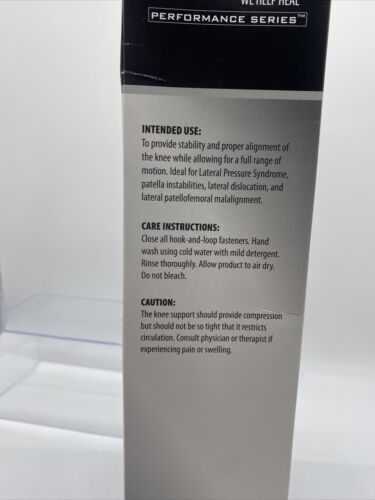 WE HELP HEAL
PERFORMANCE SERIES™
INTENDED USE:
To provide stability and proper alignment of
the knee while allowing for a full range of
motion. Ideal for Lateral Pressure Syndrome,
patella instabilities, lateral dislocation, and
lateral patellofemoral malalignment.
CARE INSTRUCTIONS:
Close all hook-and-loop fasteners. Hand
wash using cold water with mild detergent.
Rinse thoroughly. Allow product to air dry.
Do not bleach.
CAUTION:
The knee support should provide compression
but should not be so tight that it restricts
circulation. Consult physician or therapist if
experiencing pain or swelling.